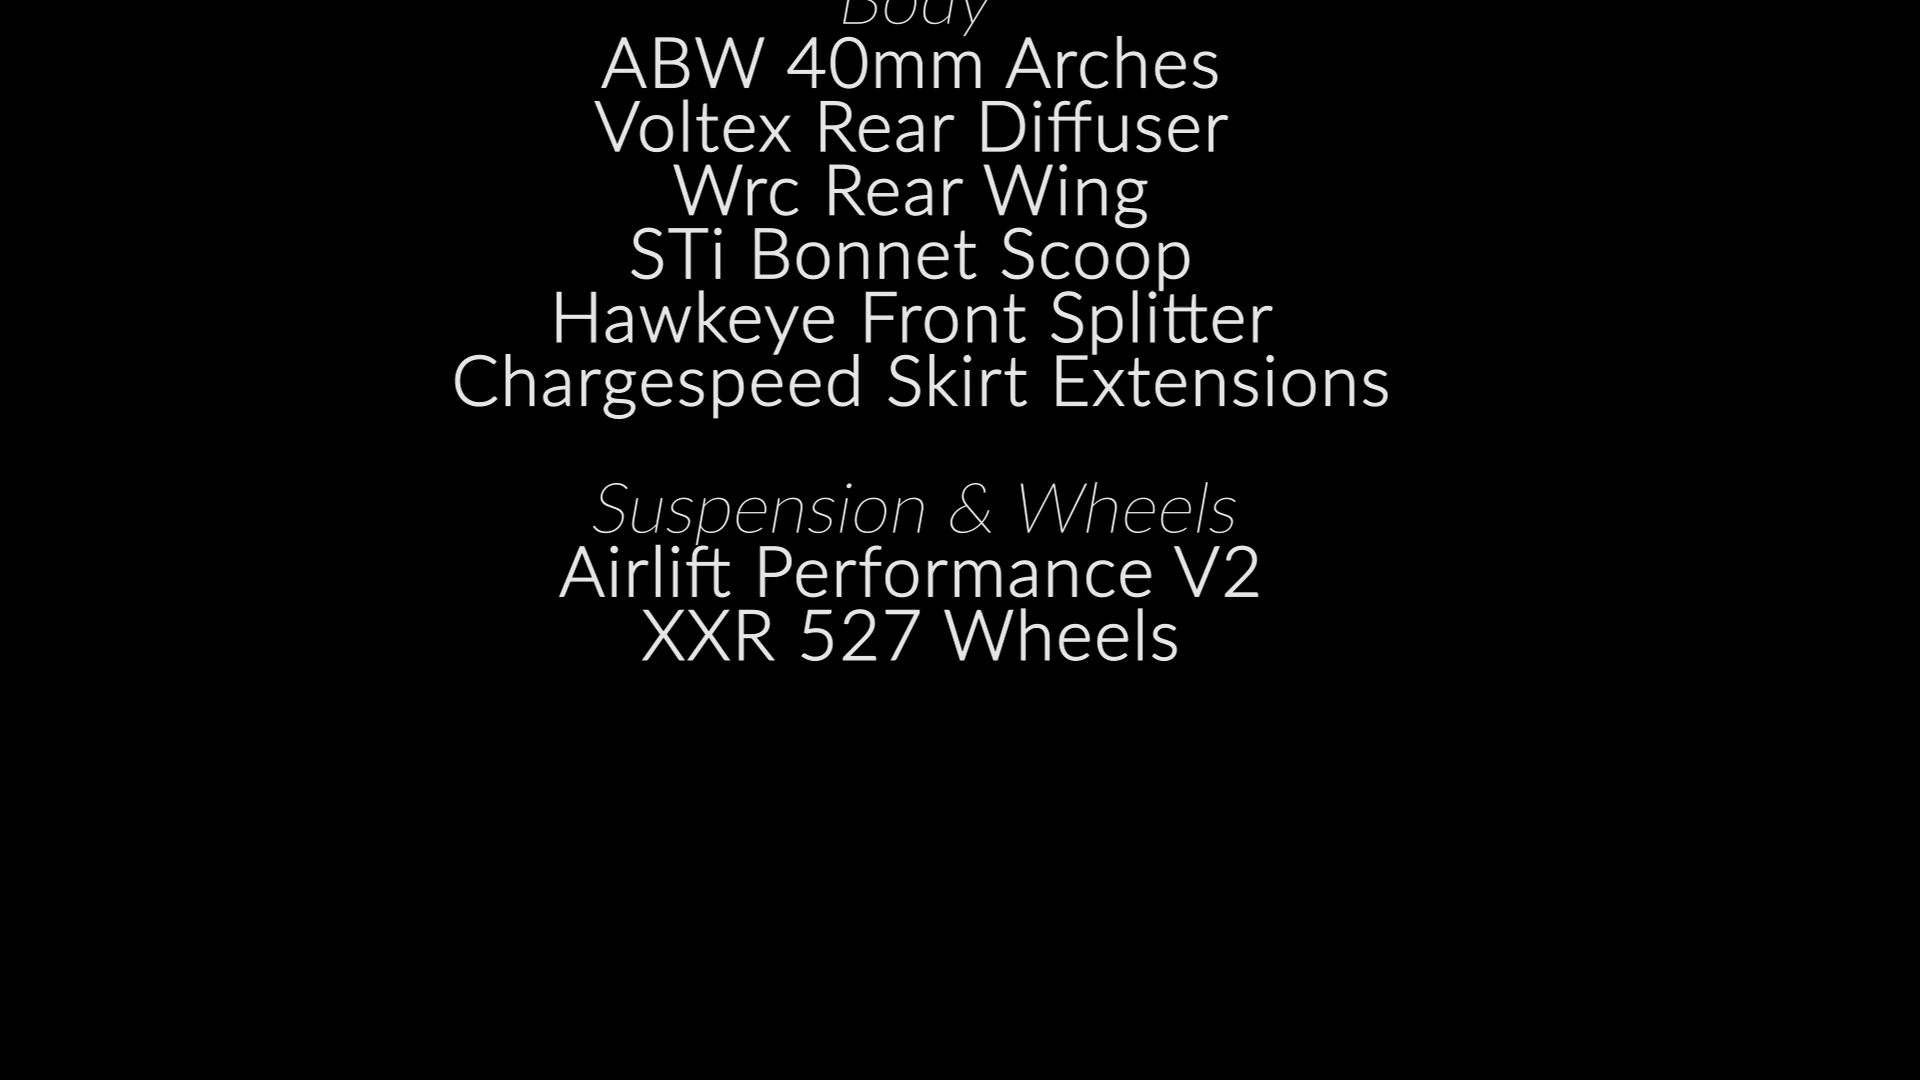 Body
ABW 40mm Arches
Voltex Rear Diffuser
Wrc Rear Wing
STi Bonnet Scoop
Hawkeye Front Splitter
Chargespeed Skirt Extensions
Suspension & Wheels
Airlift Performance V2
XXR 527 Wheels